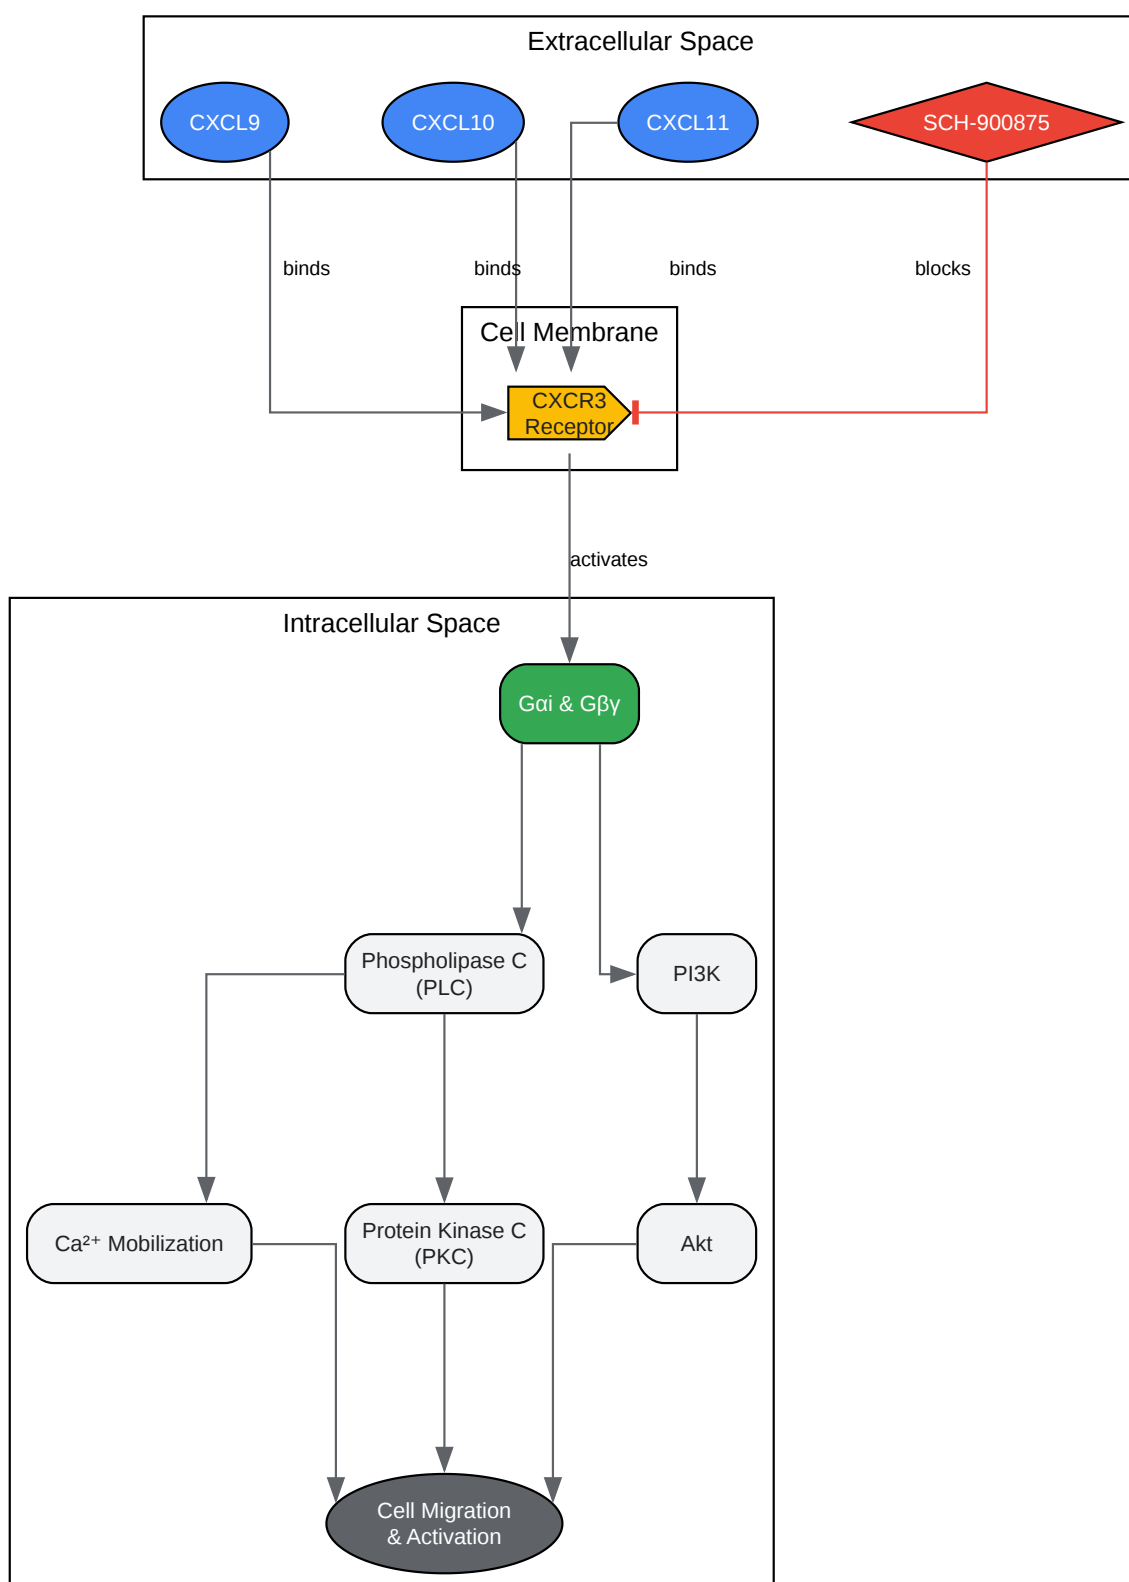 Extracellular Space
CXCL9
CXCL10
CXCL11
SCH-900875
binds
binds
binds
blocks
Cell Membrane
CXCR3
Receptor
activates
Intracellular Space
Gαi & Gβγ
Phospholipase C
(PLC)
PI3K
Ca²⁺ Mobilization
Protein Kinase C
(PKC)
Akt
Cell Migration
& Activation